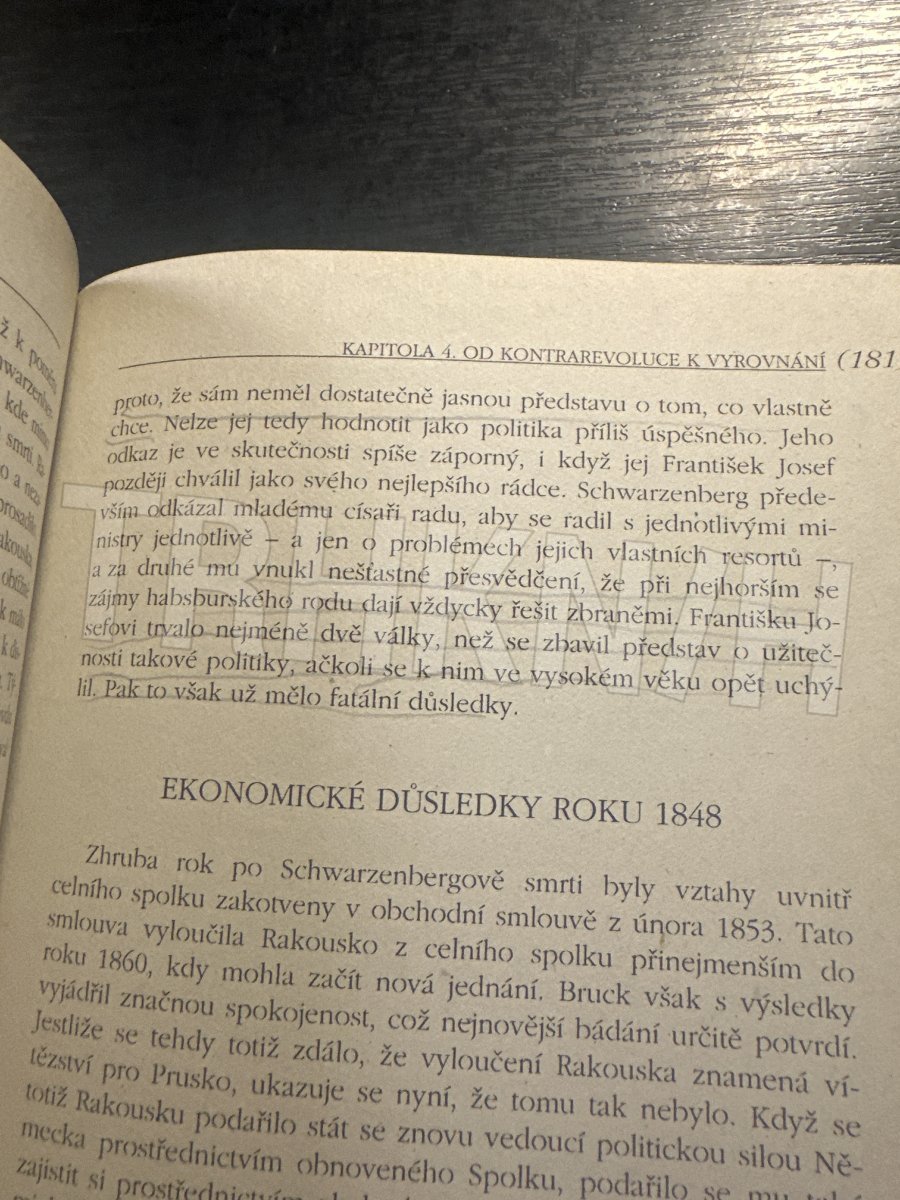 KAPITOLA 4. OD KONTRAREVOLUCE K VYROVNÁNÍ (181
proto, že sám neměl dostatečně jasnou představu o tom, co vlastně
chce. Nelze jej tedy hodnotit jako politika příliš úspěšného. Jeho
odkaz je ve skutečnosti spíše záporný, i když jej František Josef
později chválil jako svého nejlepšího rádce. Schwarzenberg přede-
vším odkázal mladému císaři radu, aby se radil s jednotlivými mi-
nistry jednotlivě – a jen o problémech jejich vlastních resortů –,
a za druhé mu vnukl nešťastné přesvědčení, že při nejhorším se
zájmy habsburského rodu dají vždycky řešit zbraněmi. Františku Jo-
sefovi trvalo nejméně dvě války, než se zbavil představ o užiteč-
nosti takové politiky, ačkoli se k nim ve vysokém věku opět uchý-
lil. Pak to však už mělo fatální důsledky.
EKONOMICKÉ DŮSLEDKY ROKU 1848
Zhruba rok po Schwarzenbergově smrti byly vztahy uvnitř
celního spolku zakotveny v obchodní smlouvě z února 1853. Tato
smlouva vyloučila Rakousko z celního spolku přinejmenším do
roku 1860, kdy mohla začít nová jednání. Bruck však s výsledky
vyjádřil značnou spokojenost, což nejnovější bádání určitě potvrdí.
Jestliže se tehdy totiž zdálo, že vyloučení Rakouska znamená ví-
tězství pro Prusko, ukazuje se nyní, že tomu tak nebylo. Když se
totiž Rakousku podařilo stát se znovu vedoucí politickou silou Ně-
mecka prostřednictvím obnoveného Spolku, podařilo se mu
zajistit si prostřednictvím